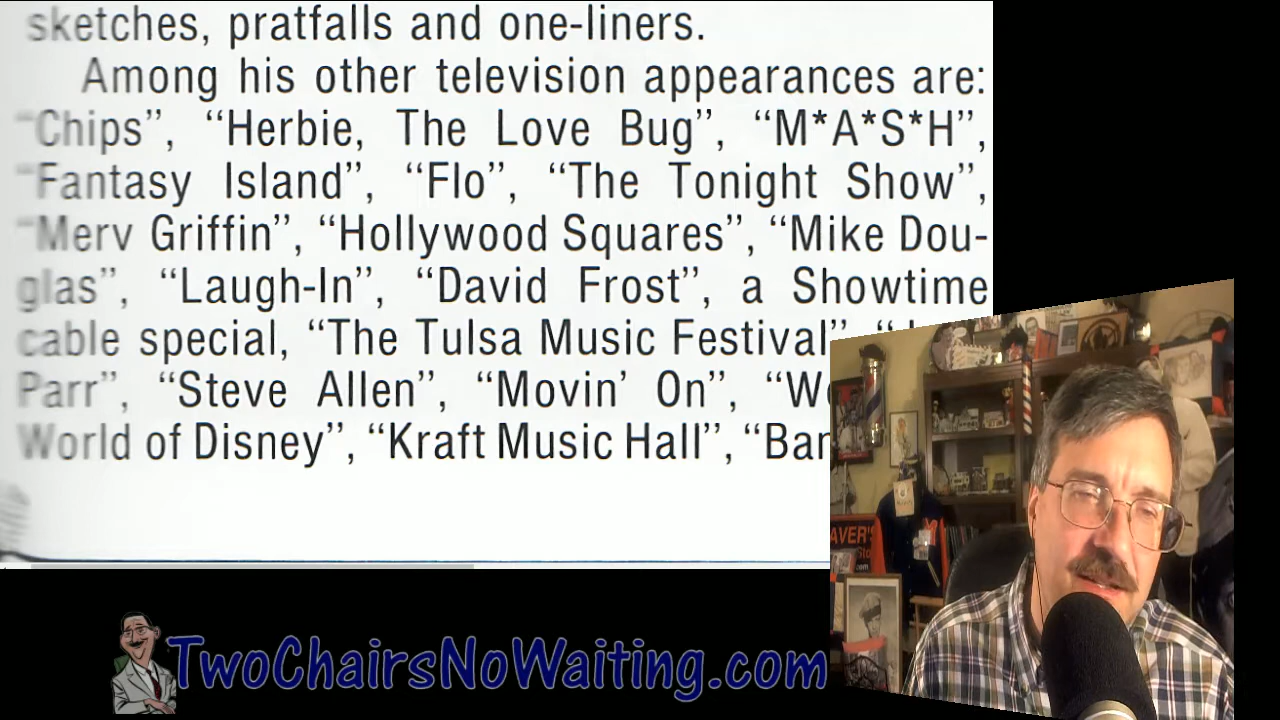 sketches, pratfalls and one-liners.
Among his other television appearances are:
“Chips”, “Herbie, The Love Bug”, “M*A*S*H”,
“Fantasy Island”, “Flo”, “The Tonight Show”,
“Merv Griffin”, “Hollywood Squares”, “Mike Dou-
glas”, “Laugh-In”, “David Frost”, a Showtime
cable special, “The Tulsa Music Festival”,
Parr”, “Steve Allen”, “Movin’ On”,
World of Disney”, “Kraft Music Hall”,
AVER'S
TwoChairsNoWaiting.com